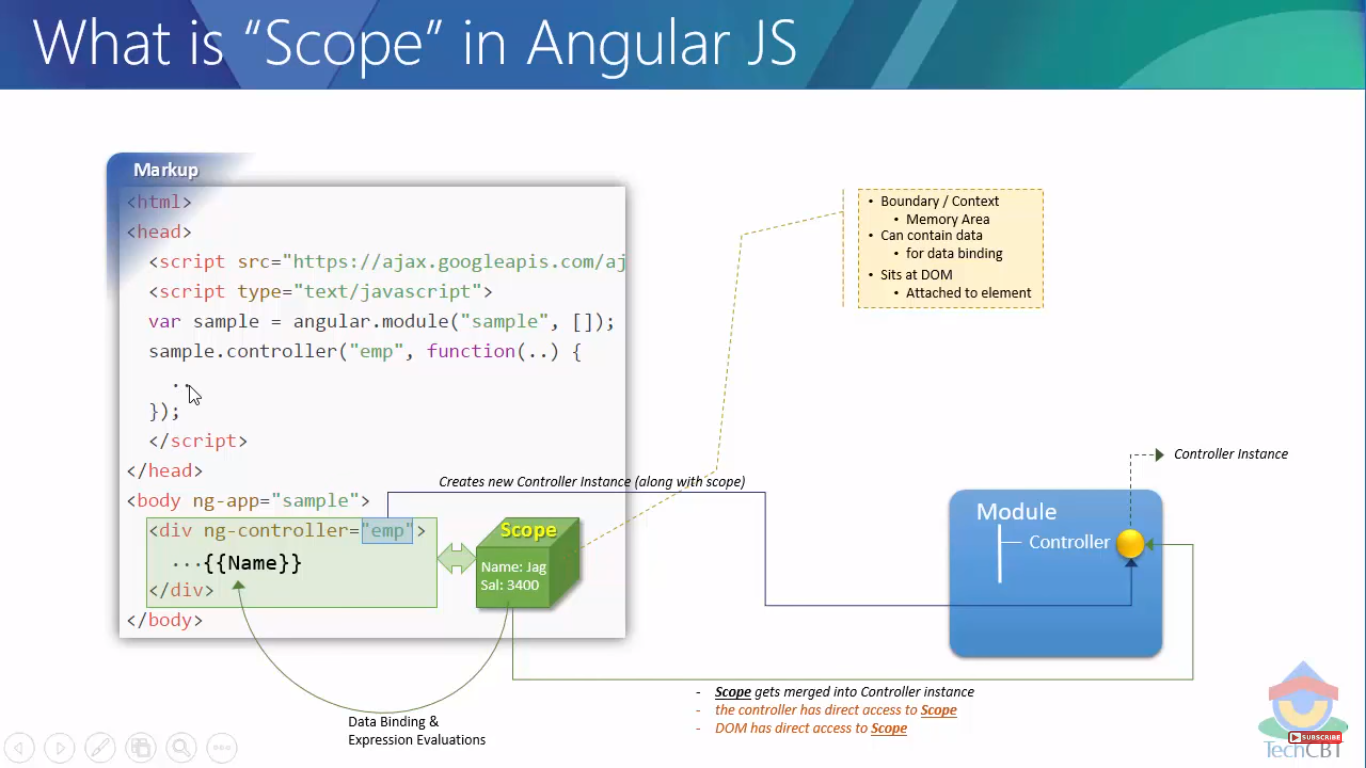 What is “Scope” in Angular JS
Markup
<html>
<head>
<script src="https://ajax.googleapis.com/aj
<script type="text/javascript">
var sample = angular.module("sample", []);
sample.controller("emp", function(..) {
..
});
</script>
</head>
<body ng-app="sample">
<div ng-controller="emp">
...{{Name}}
</div>
</body>
• Boundary / Context
• Memory Area
• Can contain data
• for data binding
• Sits at DOM
• Attached to element
Creates new Controller Instance (along with scope)
Scope
Name: Jag
Sal: 3400
Controller Instance
Module
Controller
Data Binding &
Expression Evaluations
- Scope gets merged into Controller instance
- the controller has direct access to Scope
- DOM has direct access to Scope
SUBSCRIBE
TechCBT